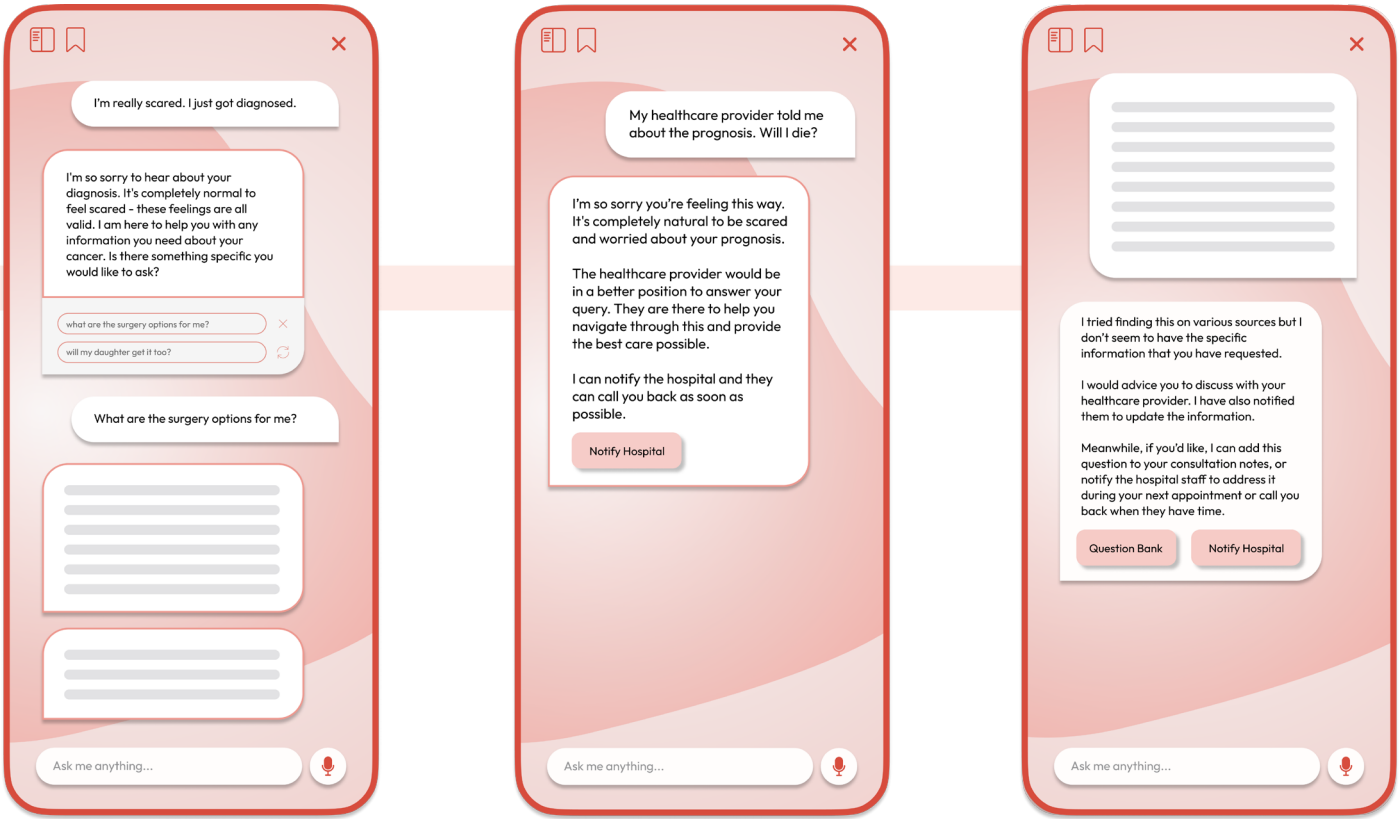 I'm really scared. I just got diagnosed.
I'm so sorry to hear about your
diagnosis. It's completely normal to
feel scared - these feelings are all
valid. I am here to help you with any
information you need about your
cancer. Is there something specific you
would like to ask?
what are the surgery options for me?
will my daughter get it too?
What are the surgery options for me?
Ask me anything...
My healthcare provider told me
about the prognosis. Will I die?
I'm so sorry you're feeling this way.
It's completely natural to be scared
and worried about your prognosis.
The healthcare provider would be
in a better position to answer your
query. They are there to help you
navigate through this and provide
the best care possible.
I can notify the hospital and they
can call you back as soon as
possible.
Notify Hospital
Ask me anything...
I tried finding this on various sources but I
don't seem to have the specific
information that you have requested.
I would advice you to discuss with your
healthcare provider. I have also notified
them to update the information.
Meanwhile, if you'd like, I can add this
question to your consultation notes, or
notify the hospital staff to address it
during your next appointment or call you
back when they have time.
Question Bank
Notify Hospital
Ask me anything...